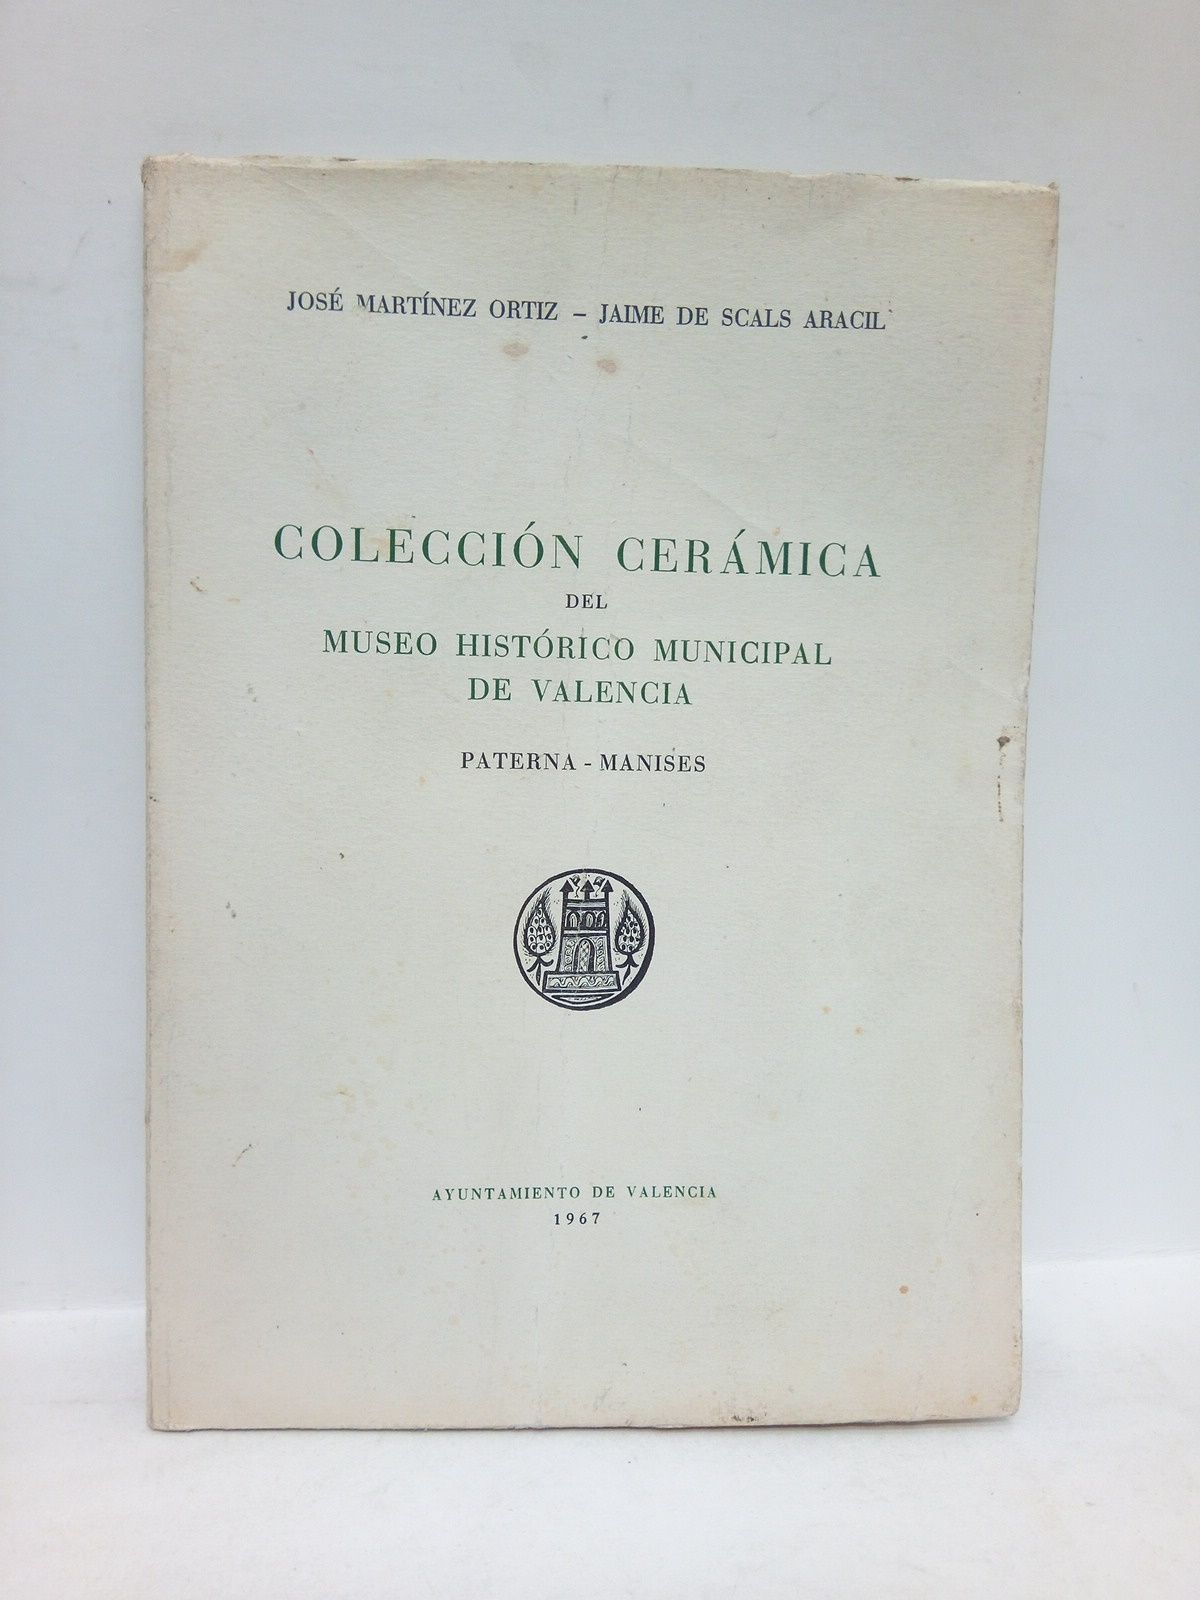 JOSÉ MARTÍNEZ ORTIZ – JAIME DE SCALS ARACIL
COLECCIÓN CERÁMICA
DEL
MUSEO HISTÓRICO MUNICIPAL
DE VALENCIA
PATERNA - MANISES
AYUNTAMIENTO DE VALENCIA
1967